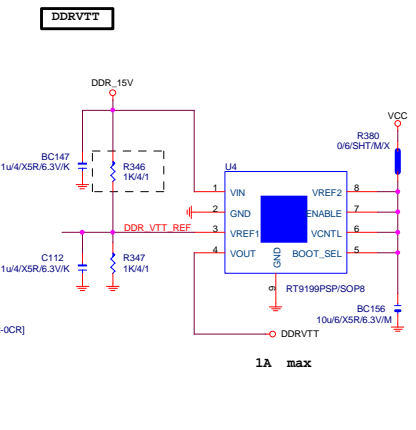 DDRVTT
DDR_15V
VCC
R380
0/6/SHT/M/X
BC147
1u/4/X5R/6.3V/K
R346
1K/4/1
U4
1 VIN VREF2 8
2 GND ENABLE 7
DDR_VTT_REF 3 VREF1 VCNTL 6
4 VOUT BOOT_SEL 5
GND
9
C112
1u/4/X5R/6.3V/K
R347
1K/4/1
RT9199PSP/SOP8
BC156
10u/6/X5R/6.3V/M
-0CR]
DDRVTT
1A max